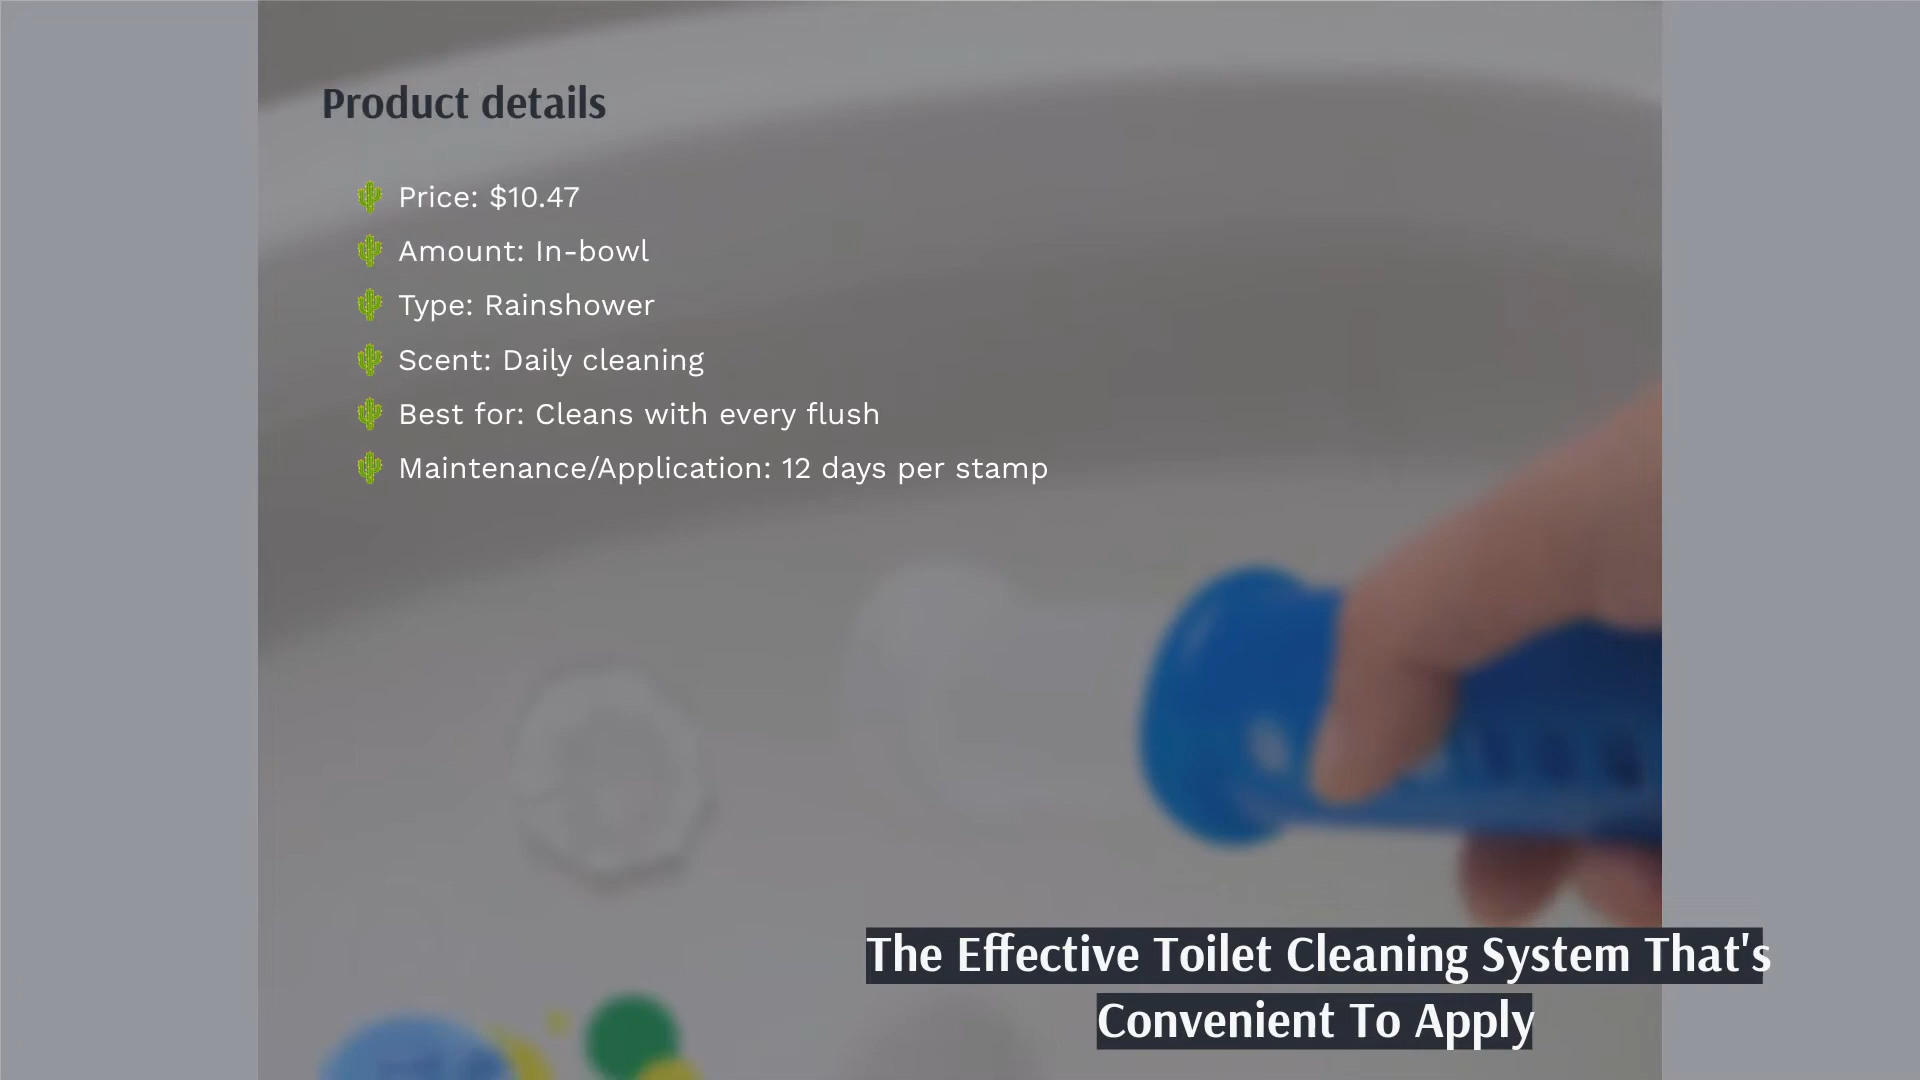 Product details
Price: $10.47
Amount: In-bowl
Type: Rainshower
Scent: Daily cleaning
Best for: Cleans with every flush
Maintenance/Application: 12 days per stamp
The Effective Toilet Cleaning System That's
Convenient To Apply